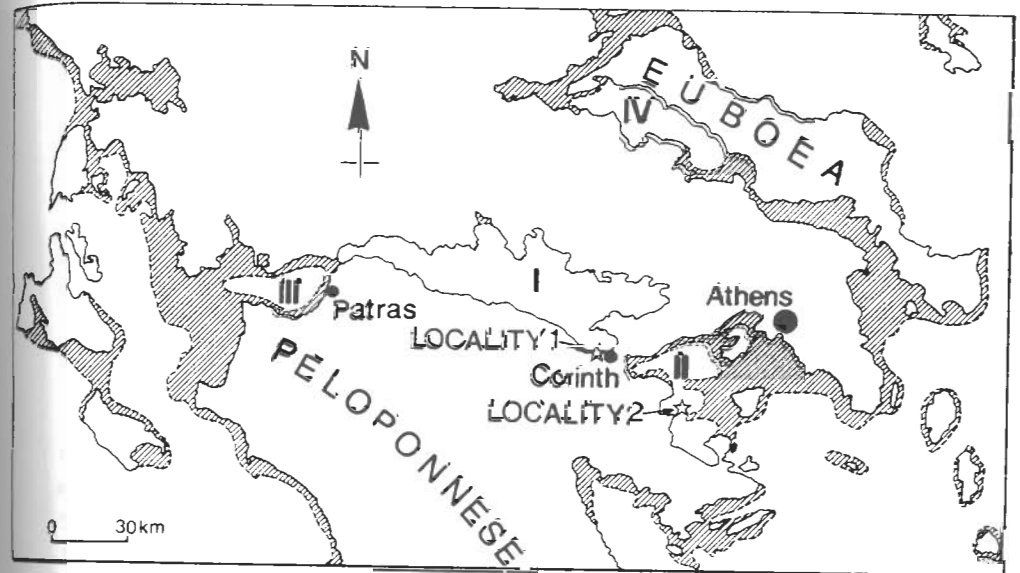 N
EUBOEA
IV
I
III
Patras
Athens
LOCALITY 1
Corinth
II
LOCALITY 2
PELOPONNESE
0 30km